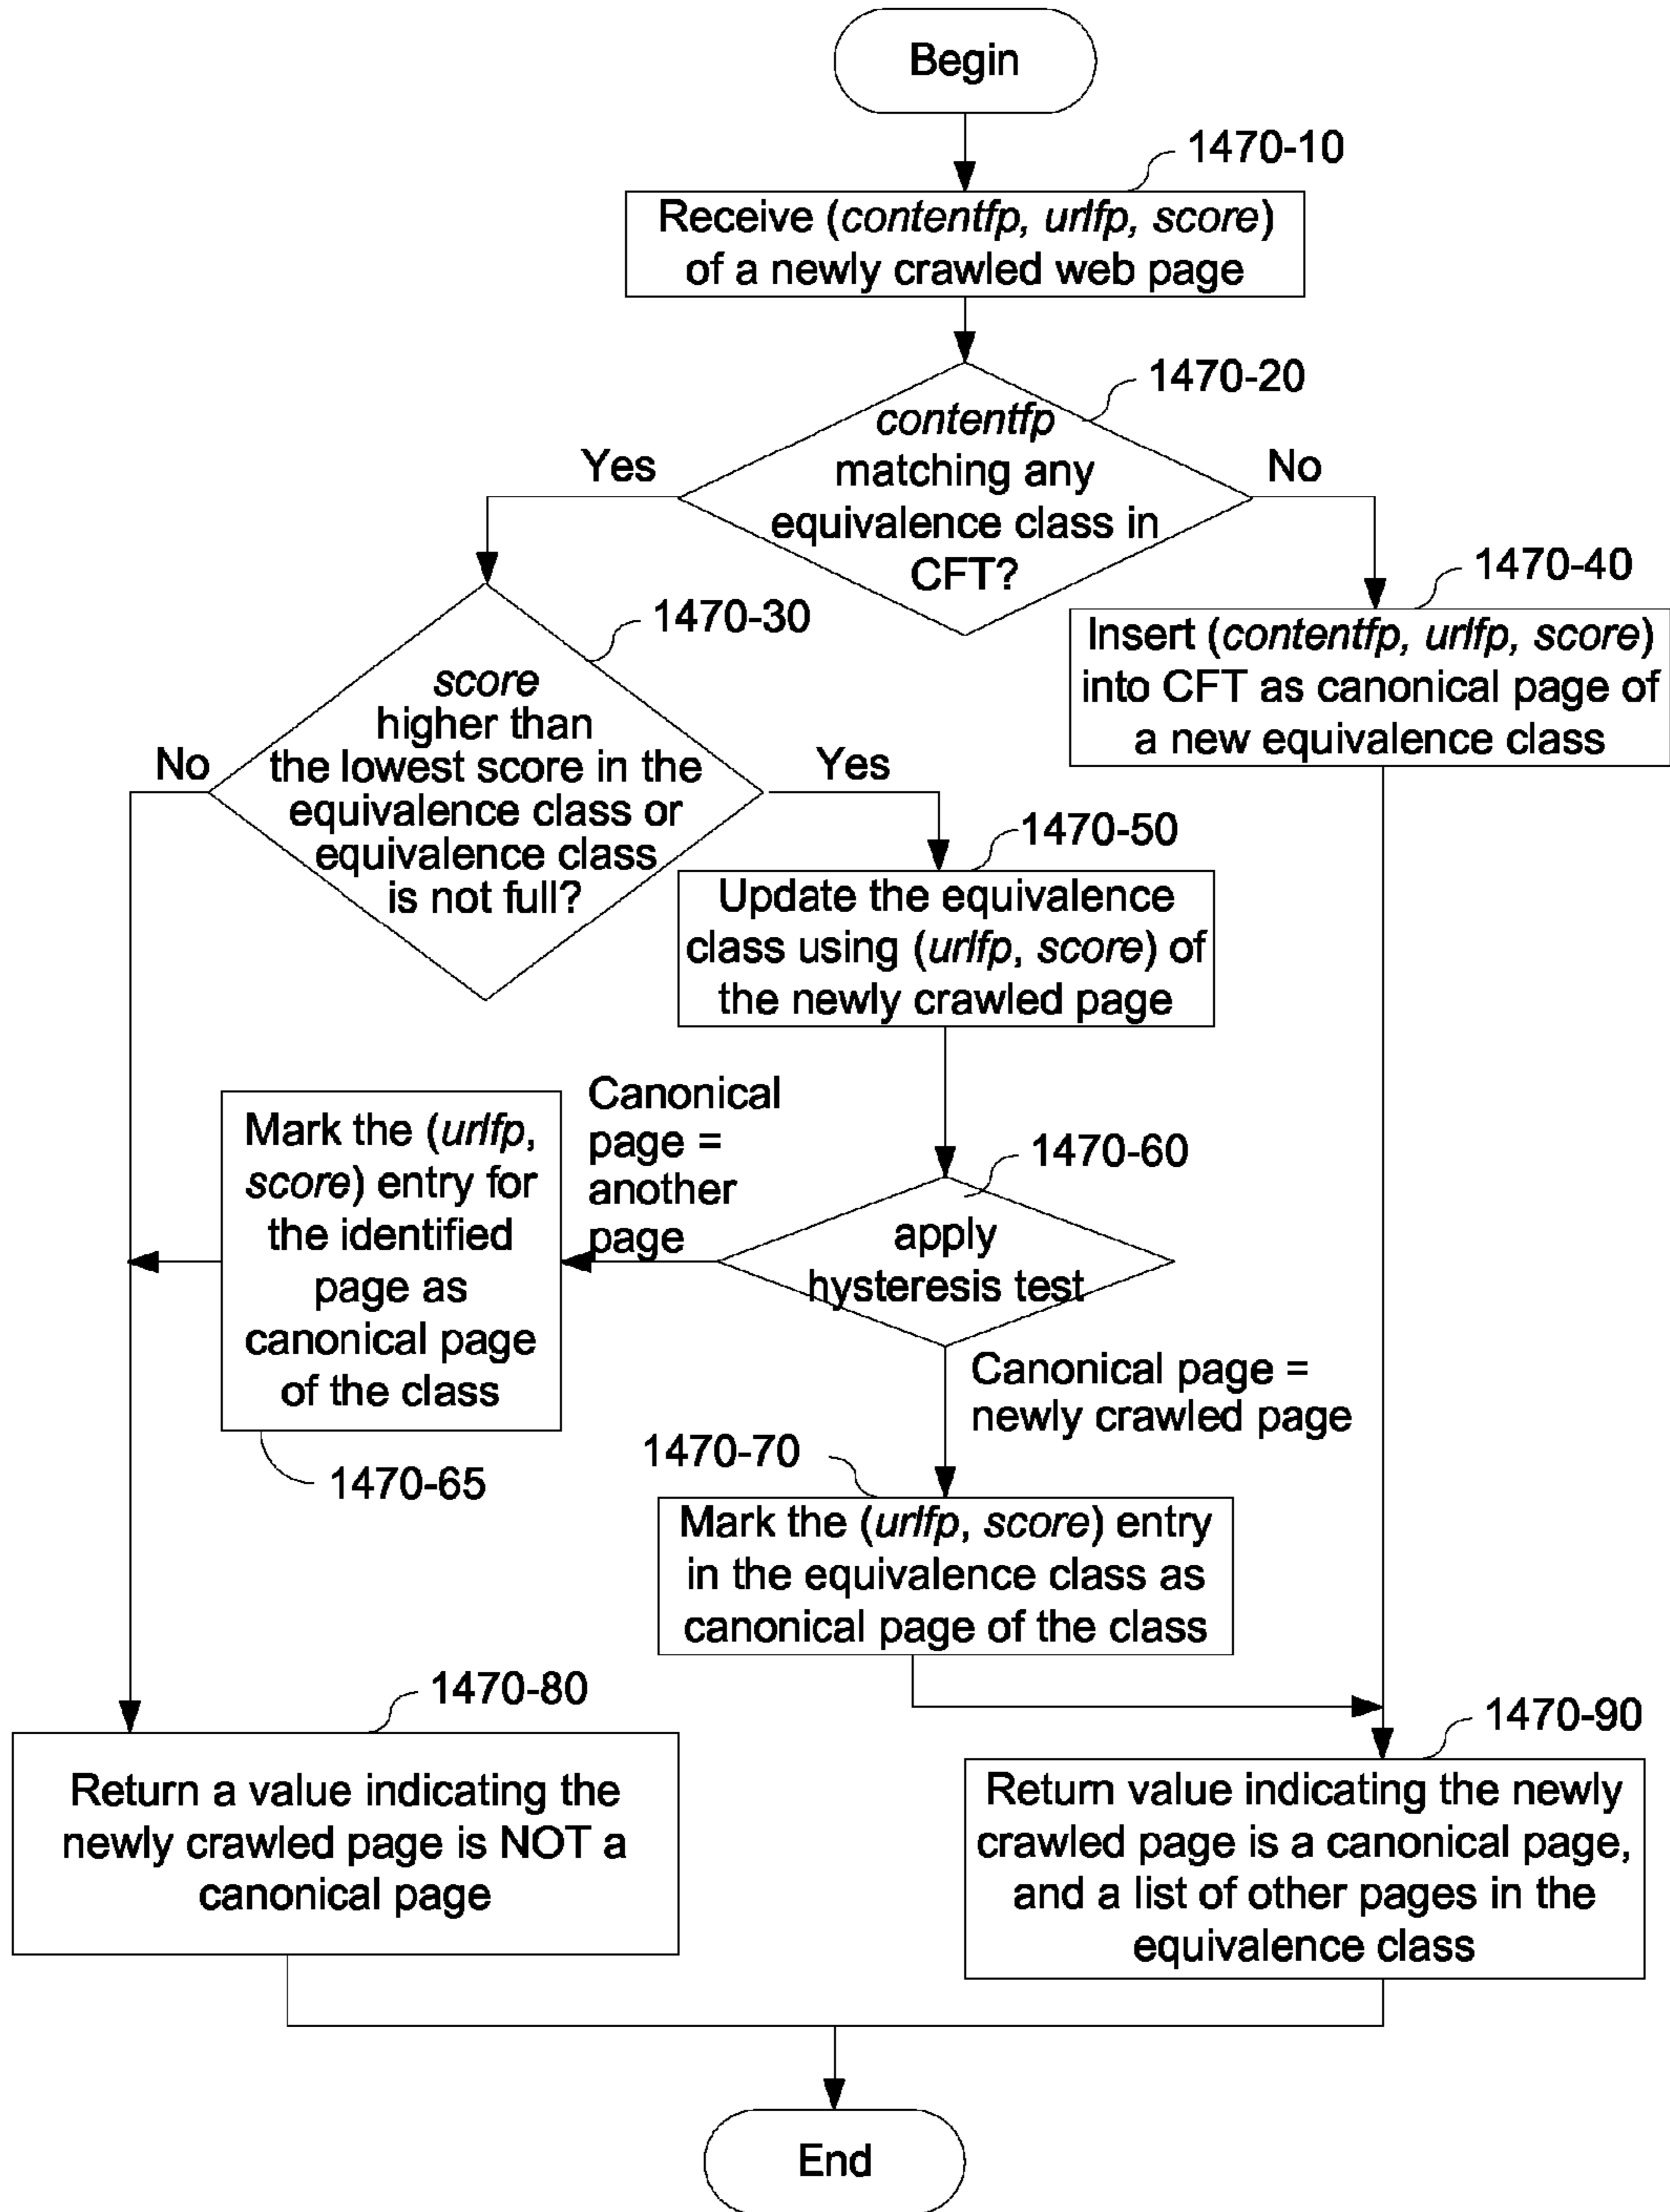 Begin
1470-10
Receive (contentfp, urlfp, score)
of a newly crawled web page
1470-20
contentfp
matching any
equivalence class in
CFT?
Yes
No
1470-30
score
higher than
the lowest score in the
equivalence class or
equivalence class
is not full?
1470-40
Insert (contentfp, urlfp, score)
into CFT as canonical page of
a new equivalence class
No
Yes
1470-50
Update the equivalence
class using (urlfp, score) of
the newly crawled page
1470-60
apply
hysteresis test
Canonical
page =
another
page
Mark the (urlfp,
score) entry for
the identified
page as
canonical page
of the class
1470-65
Canonical page =
newly crawled page
1470-70
Mark the (urlfp, score) entry
in the equivalence class as
canonical page of the class
1470-80
Return a value indicating the
newly crawled page is NOT a
canonical page
1470-90
Return value indicating the newly
crawled page is a canonical page,
and a list of other pages in the
equivalence class
End